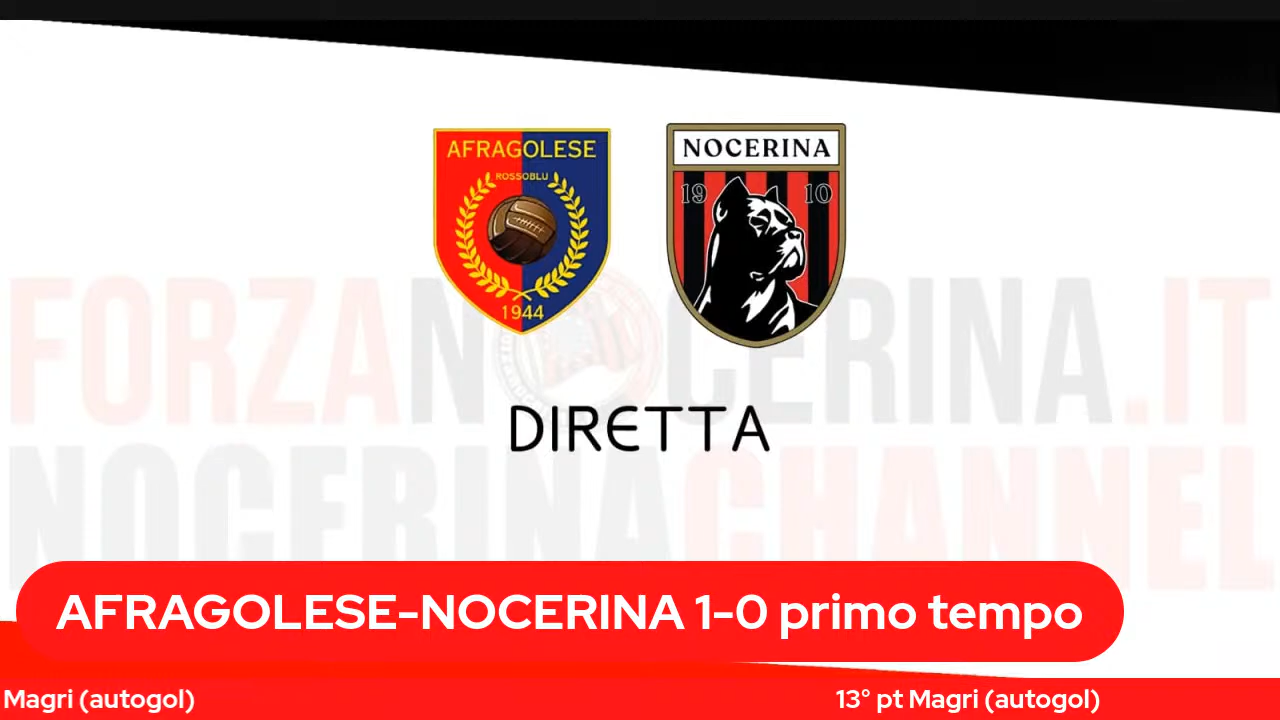 AFRAGOLESE
ROSSOBLU
1944
NOCERINA
19 10
FORZANOCERINA.IT
DIRETTA
NOCERINACHANNEL
AFRAGOLESE-NOCERINA 1-0 primo tempo
Magri (autogol)
13° pt Magri (autogol)